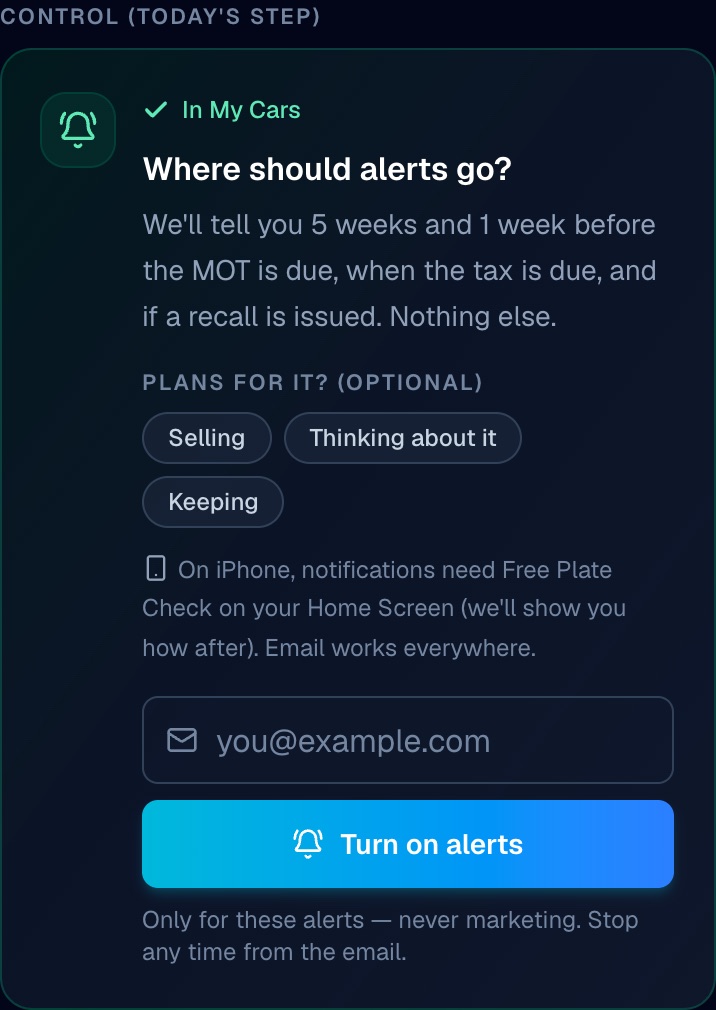 CONTROL (TODAY'S STEP)
In My Cars
Where should alerts go?
We'll tell you 5 weeks and 1 week before
the MOT is due, when the tax is due, and
if a recall is issued. Nothing else.
PLANS FOR IT? (OPTIONAL)
Selling
Thinking about it
Keeping
On iPhone, notifications need Free Plate
Check on your Home Screen (we'll show you
how after). Email works everywhere.
you@example.com
Turn on alerts
Only for these alerts — never marketing. Stop
any time from the email.